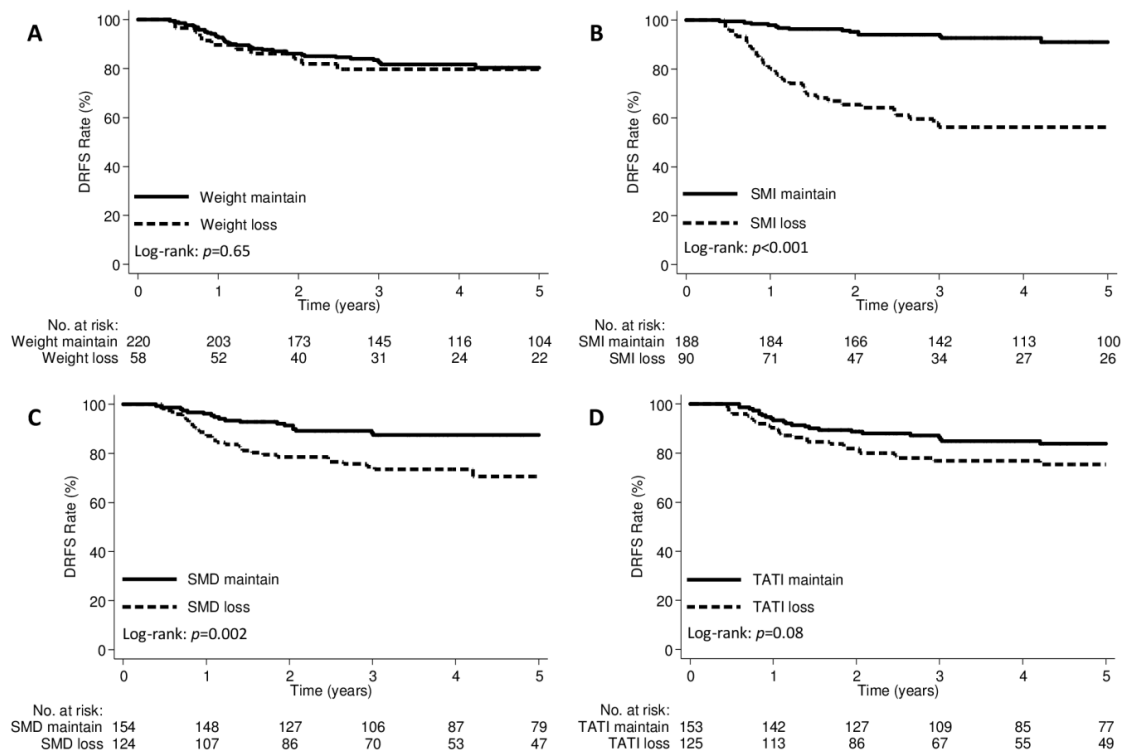 A
DRFS Rate (%)
100
80
60
40
20
0
Weight maintain
Weight loss
Log-rank: p=0.65
0 1 2 3 4 5
Time (years)
No. at risk:
Weight maintain 220 203 173 145 116 104
Weight loss 58 52 40 31 24 22
B
DRFS Rate (%)
100
80
60
40
20
0
SMI maintain
SMI loss
Log-rank: p<0.001
0 1 2 3 4 5
Time (years)
No. at risk:
SMI maintain 188 184 166 142 113 100
SMI loss 90 71 47 34 27 26
C
DRFS Rate (%)
100
80
60
40
20
0
SMD maintain
SMD loss
Log-rank: p=0.002
0 1 2 3 4 5
Time (years)
No. at risk:
SMD maintain 154 148 127 106 87 79
SMD loss 124 107 86 70 53 47
D
DRFS Rate (%)
100
80
60
40
20
0
TATI maintain
TATI loss
Log-rank: p=0.08
0 1 2 3 4 5
Time (years)
No. at risk:
TATI maintain 153 142 127 109 85 77
TATI loss 125 113 86 67 55 49